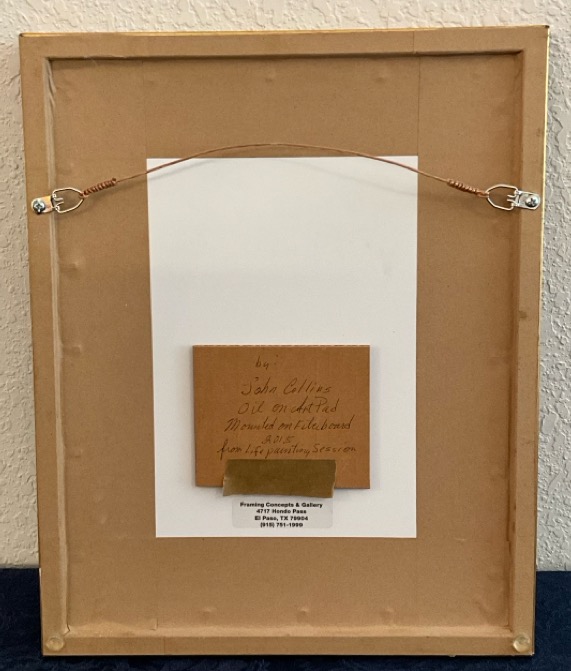 by:
John Collins
Oil on Art Pad
Mounted on Fiberboard
2015
from Life painting Session
Framing Concepts & Gallery
4717 Hondo Pass
El Paso, TX 79904
(915) 751-1999